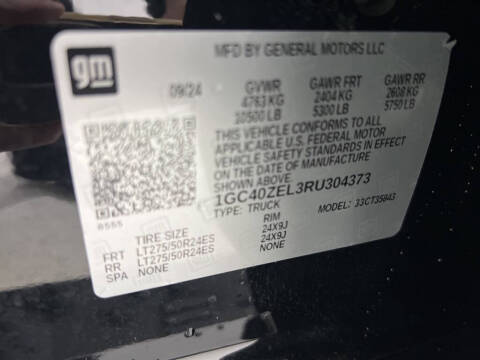 gm
MFD BY GENERAL MOTORS LLC
09/24 GVWR GAWR FRT GAWR RR
4763 KG 2404 KG 2608 KG
10500 LB 5300 LB 5750 LB
THIS VEHICLE CONFORMS TO ALL
APPLICABLE U.S. FEDERAL MOTOR
VEHICLE SAFETY STANDARDS IN EFFECT
ON THE DATE OF MANUFACTURE SHOWN
ABOVE.
1GC40ZEL3RU304373
TYPE: TRUCK MODEL: 33CT35843
8555
TIRE SIZE RIM
FRT LT275/50R24ES 24X9J
RR LT275/50R24ES 24X9J
SPA NONE NONE